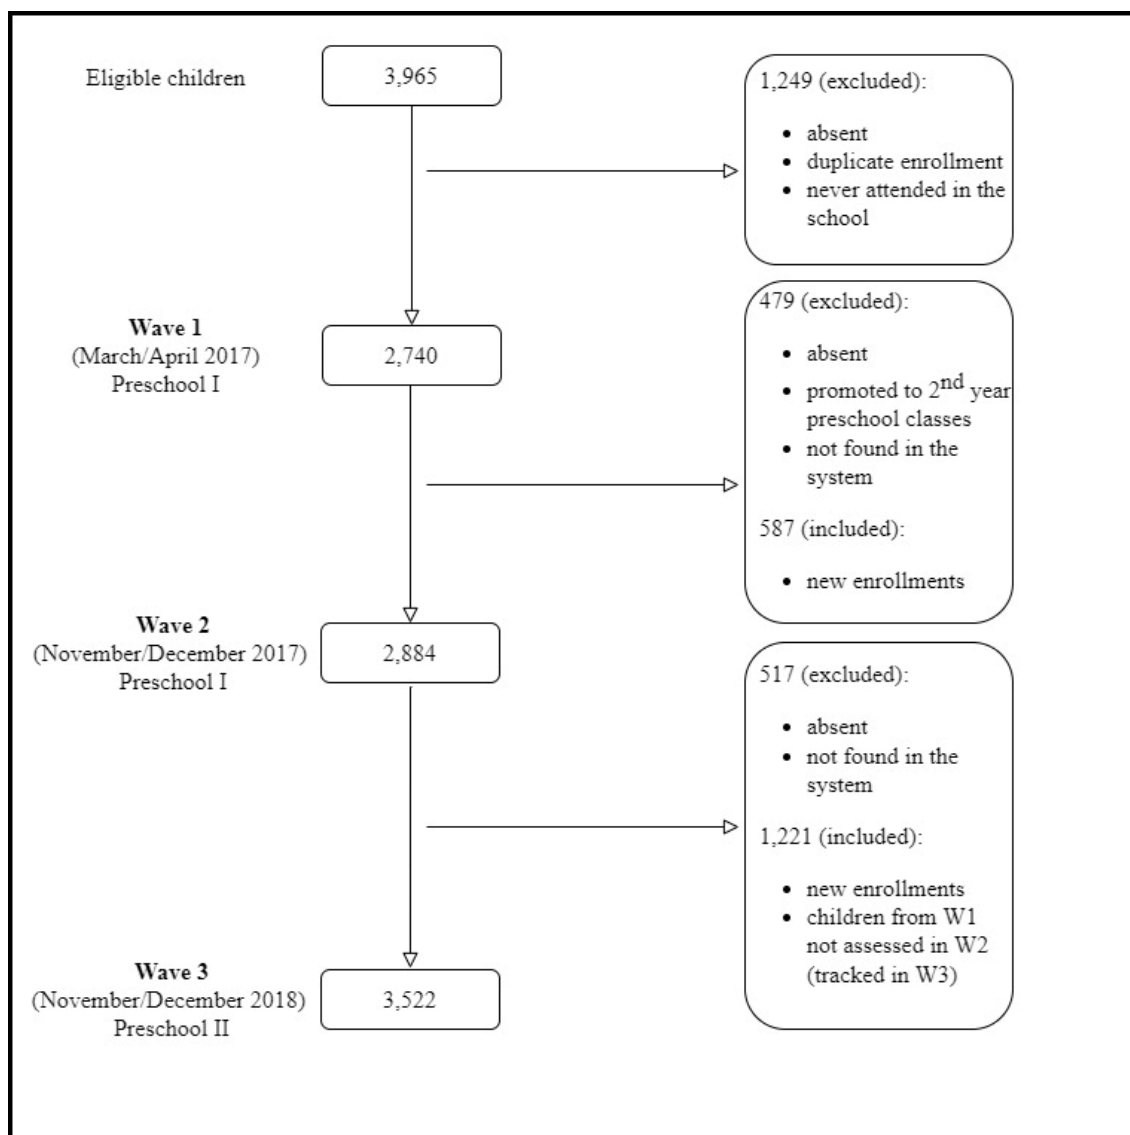 Eligible children
3,965
1,249 (excluded):
• absent
• duplicate enrollment
• never attended in the
school
Wave 1
(March/April 2017)
Preschool I
2,740
479 (excluded):
• absent
• promoted to 2nd year
preschool classes
• not found in the
system
587 (included):
• new enrollments
Wave 2
(November/December 2017)
Preschool I
2,884
517 (excluded):
• absent
• not found in the
system
1,221 (included):
• new enrollments
• children from W1
not assessed in W2
(tracked in W3)
Wave 3
(November/December 2018)
Preschool II
3,522